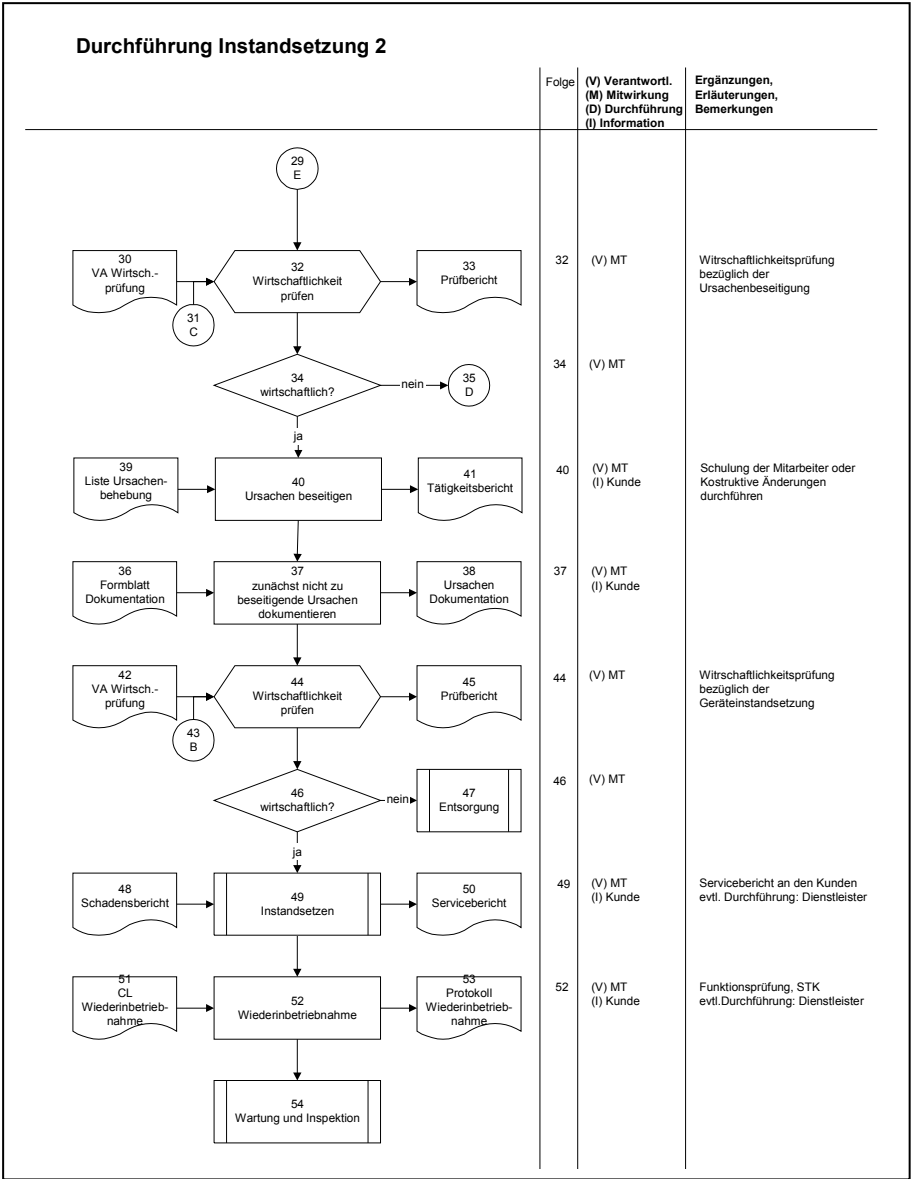 Durchführung Instandsetzung 2
Folge
(V) Verantwortl.
(M) Mitwirkung
(D) Durchführung
(I) Information
Ergänzungen,
Erläuterungen,
Bemerkungen
29
E
30
VA Wirtsch.-
prüfung
31
C
32
Wirtschaftlichkeit
prüfen
33
Prüfbericht
32
(V) MT
Witrschaftlichkeitsprüfung
bezüglich der
Ursachenbeseitigung
34
wirtschaftlich?
nein
35
D
34
(V) MT
ja
39
Liste Ursachen-
behebung
40
Ursachen beseitigen
41
Tätigkeitsbericht
40
(V) MT
(I) Kunde
Schulung der Mitarbeiter oder
Kostruktive Änderungen
durchführen
36
Formblatt
Dokumentation
37
zunächst nicht zu
beseitigende Ursachen
dokumentieren
38
Ursachen
Dokumentation
37
(V) MT
(I) Kunde
42
VA Wirtsch.-
prüfung
43
B
44
Wirtschaftlichkeit
prüfen
45
Prüfbericht
44
(V) MT
Witrschaftlichkeitsprüfung
bezüglich der
Geräteinstandsetzung
46
wirtschaftlich?
nein
47
Entsorgung
46
(V) MT
ja
48
Schadensbericht
49
Instandsetzen
50
Servicebericht
49
(V) MT
(I) Kunde
Servicebericht an den Kunden
evtl. Durchführung: Dienstleister
51
CL
Wiederinbetrieb-
nahme
52
Wiederinbetriebnahme
53
Protokoll
Wiederinbetrieb-
nahme
52
(V) MT
(I) Kunde
Funktionsprüfung, STK
evtl.Durchführung: Dienstleister
54
Wartung und Inspektion